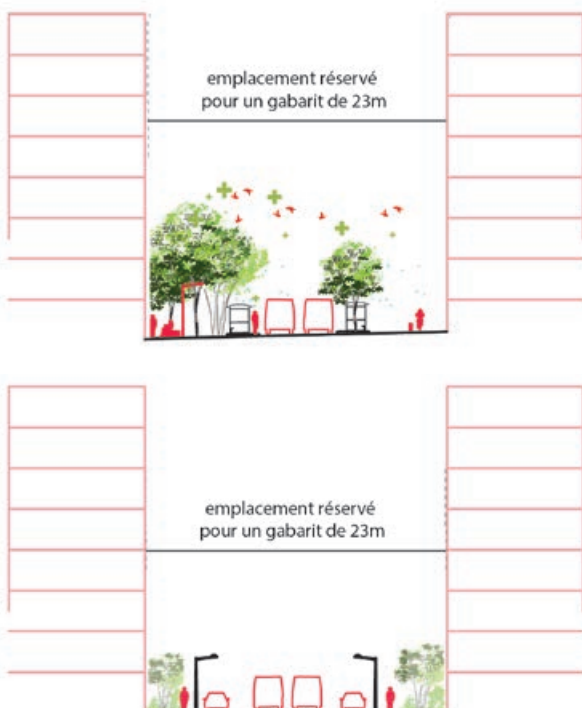 emplacement réservé
pour un gabarit de 23m
emplacement réservé
pour un gabarit de 23m